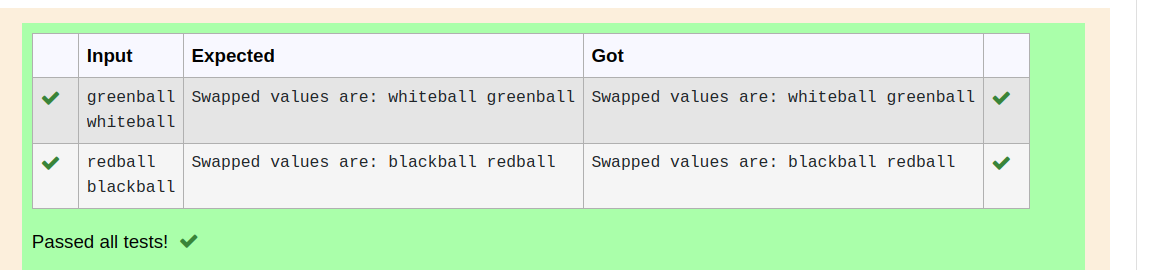 Input Expected Got
greenball Swapped values are: whiteball greenball Swapped values are: whiteball greenball
whiteball
redball Swapped values are: blackball redball Swapped values are: blackball redball
blackball
Passed all tests!